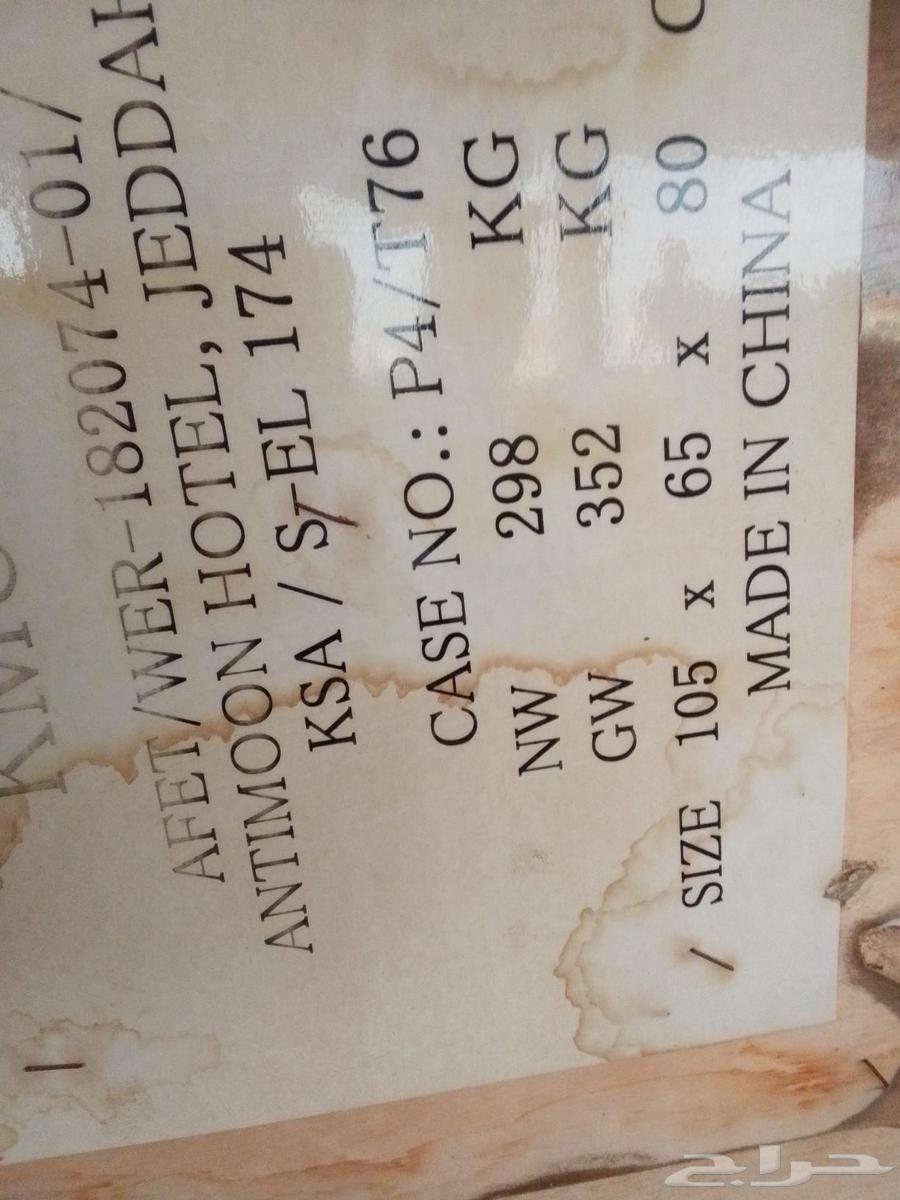 AFET/WER-182074-01/
ANTIMOON HOTEL, JEDDAH
KSA / S-EL 174
CASE NO.: P4/T76
NW 298 KG
GW 352 KG
SIZE 105 x 65 x 80 C
MADE IN CHINA
حراج